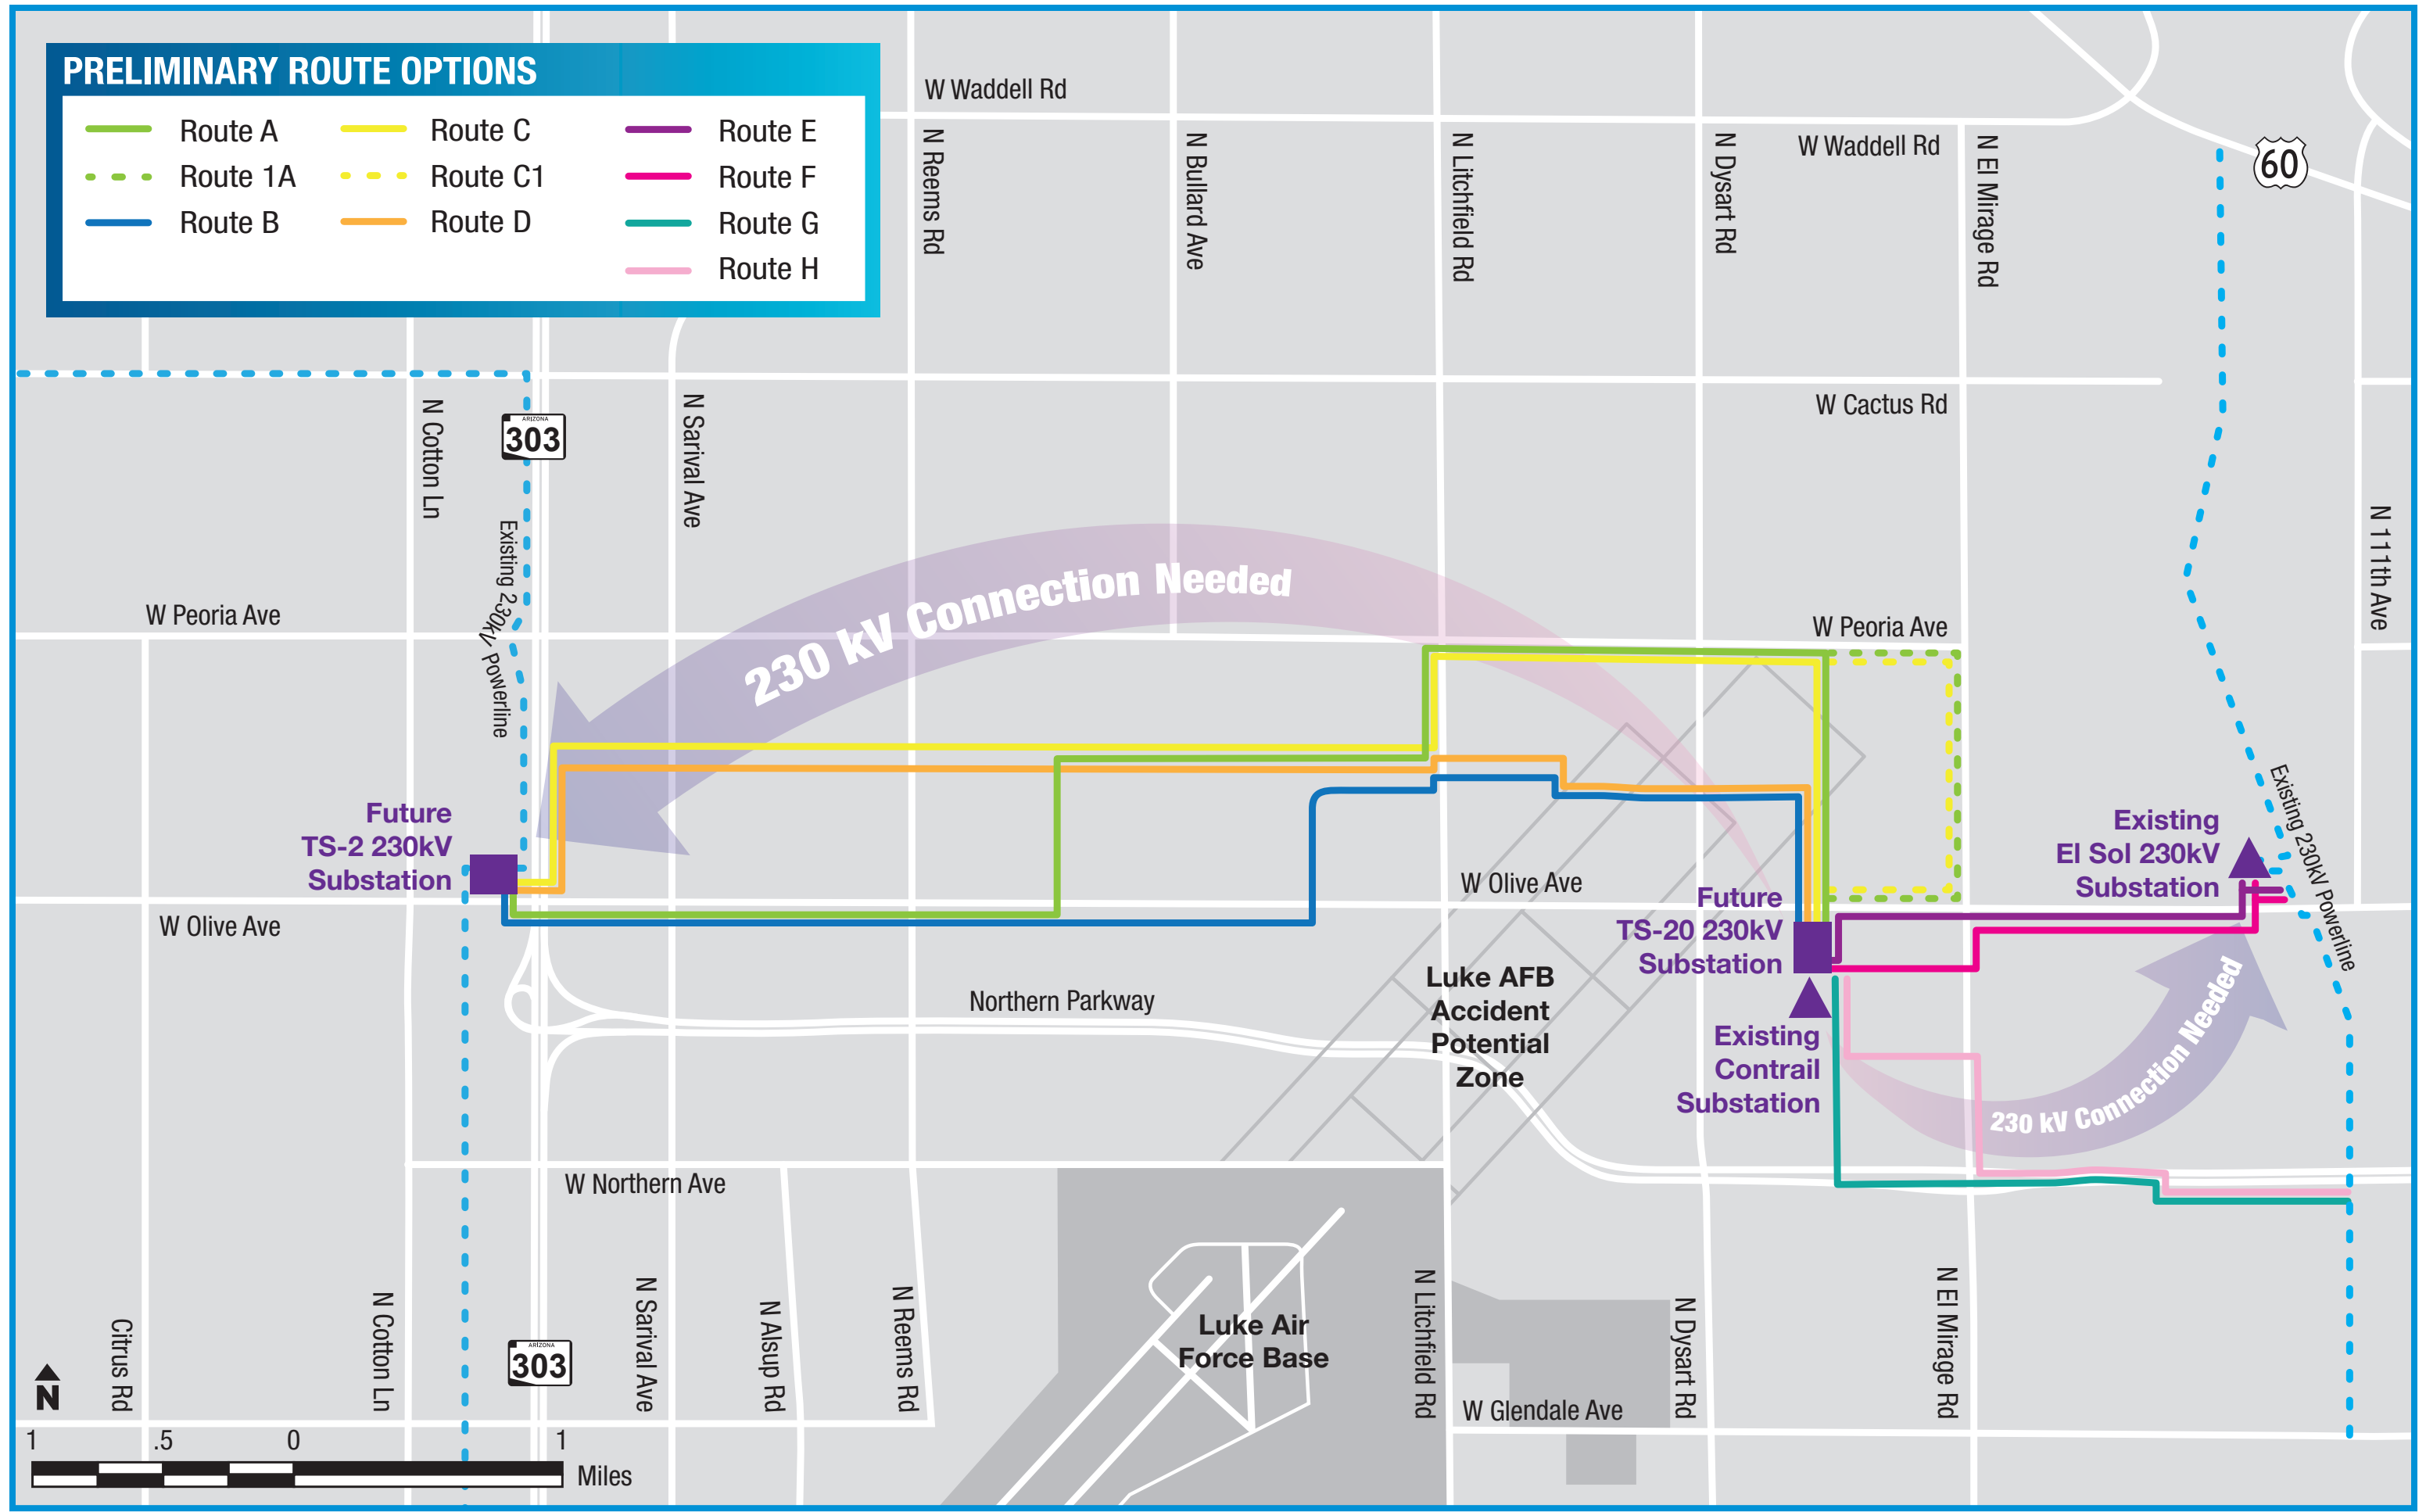 PRELIMINARY ROUTE OPTIONS
Route A
Route 1A
Route B
Route C
Route C1
Route D
Route E
Route F
Route G
Route H
W Waddell Rd
W Waddell Rd
N Reems Rd
N Bullard Ave
N Litchfield Rd
N Dysart Rd
N El Mirage Rd
60
W Cactus Rd
N Cotton Ln
ARIZONA
303
N Sarival Ave
Existing 230kV Powerline
N 111th Ave
W Peoria Ave
230 kV Connection Needed
W Peoria Ave
Future
TS-2 230kV
Substation
W Olive Ave
W Olive Ave
Future
TS-20 230kV
Substation
Existing
El Sol 230kV
Substation
Existing 230kV Powerline
Luke AFB
Accident
Potential
Zone
Northern Parkway
Existing
Contrail
Substation
230 kV Connection Needed
W Northern Ave
Citrus Rd
N Cotton Ln
ARIZONA
303
N Sarival Ave
N Alsup Rd
N Reems Rd
Luke Air
Force Base
N Litchfield Rd
N Dysart Rd
N El Mirage Rd
W Glendale Ave
N
1 .5 0 1
Miles